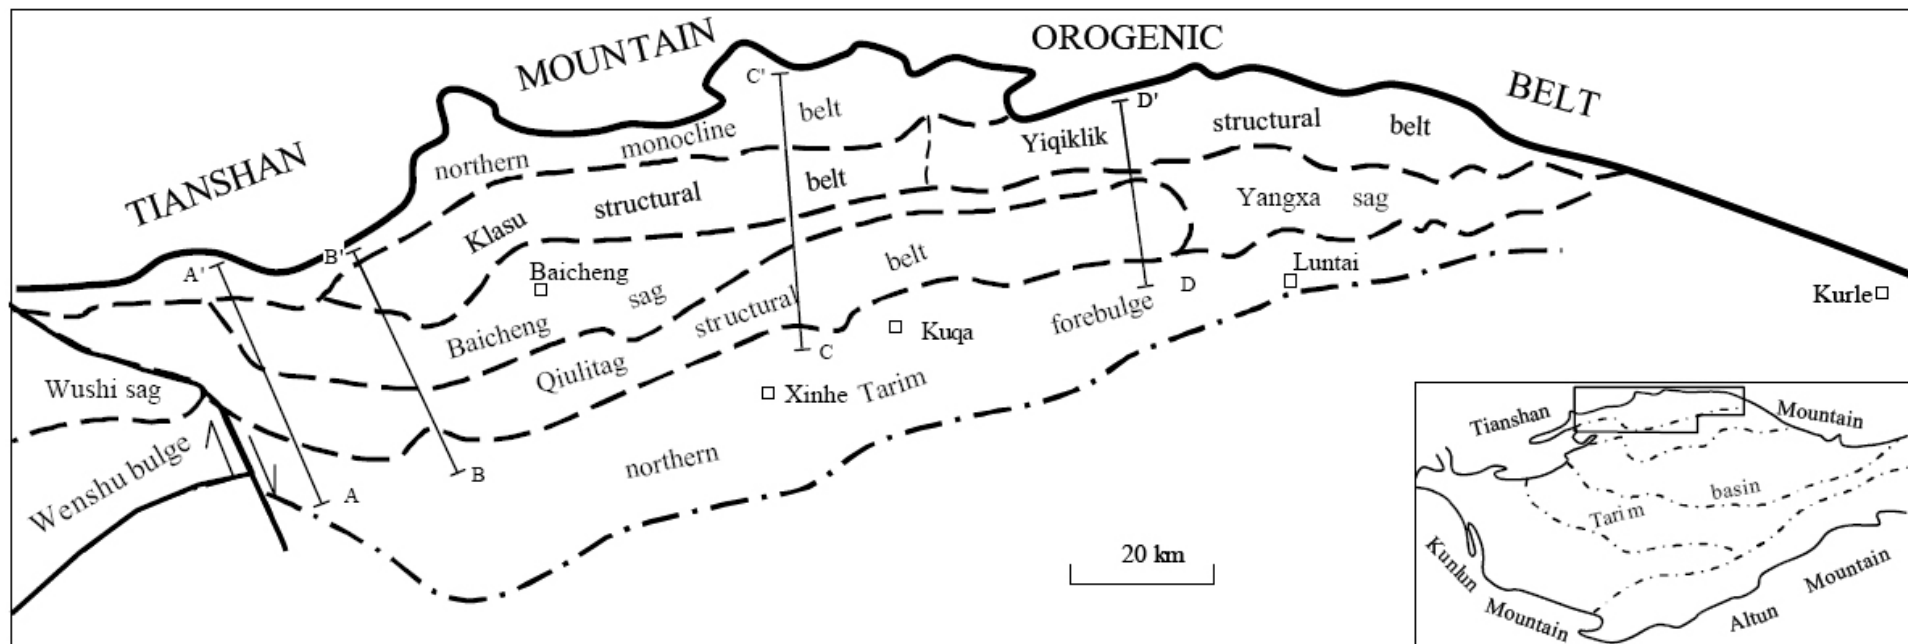 TIANSHAN MOUNTAIN OROGENIC BELT
northern monocline belt
Klasu structural belt
Yiqiklik structural belt
Yangxa sag
Baicheng
Baicheng sag
Qiulitag structural belt
Wushi sag
Wenshu bulge
northern Tarim forebulge
Kuqa
Xinhe
Luntai
Kurle
A'
A
B'
B
C'
C
D'
D
20 km
Tianshan Mountain
Tarim basin
Kunlun Mountain
Altun Mountain